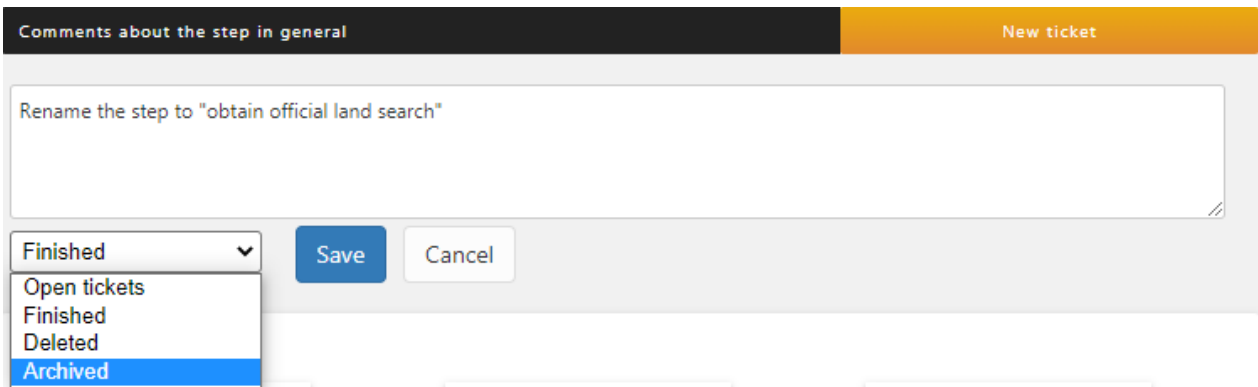 Comments about the step in general
New ticket
Rename the step to "obtain official land search"
Finished
Save
Cancel
Open tickets
Finished
Deleted
Archived